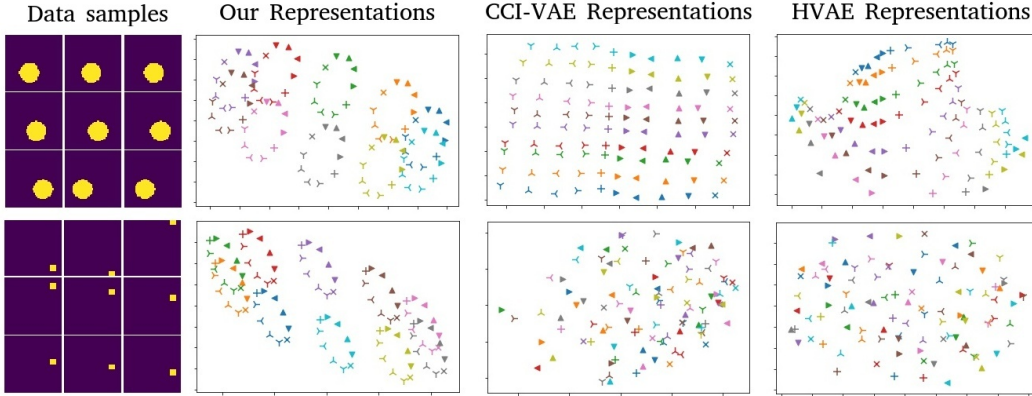 Data samples
Our Representations
CCI-VAE Representations
HVAE Representations